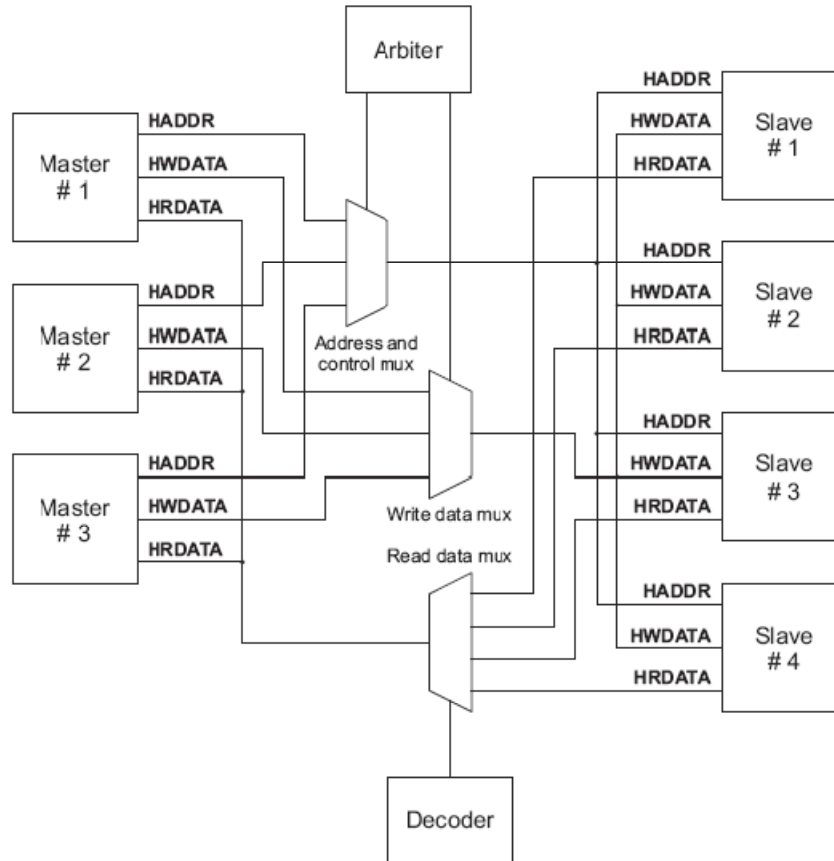 Arbiter
HADDR
HWDATA
HRDATA
Master
# 1
HADDR
HWDATA
HRDATA
Slave
# 1
HADDR
HWDATA
HRDATA
Master
# 2
HADDR
HWDATA
HRDATA
Slave
# 2
Address and
control mux
HADDR
HWDATA
HRDATA
Master
# 3
HADDR
HWDATA
HRDATA
Slave
# 3
Write data mux
Read data mux
HADDR
HWDATA
HRDATA
Slave
# 4
Decoder